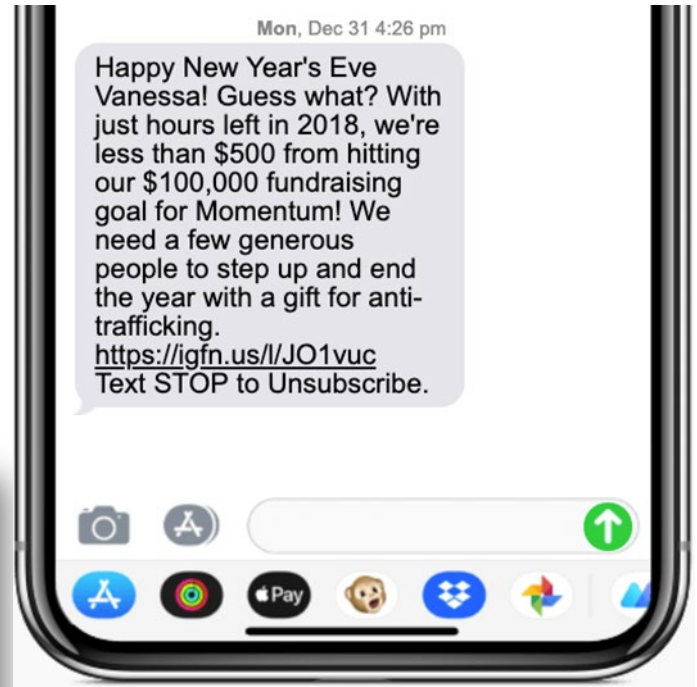 Mon, Dec 31 4:26 pm
Happy New Year's Eve
Vanessa! Guess what? With
just hours left in 2018, we're
less than $500 from hitting
our $100,000 fundraising
goal for Momentum! We
need a few generous
people to step up and end
the year with a gift for anti-
trafficking.
https://igfn.us/l/JO1vuc
Text STOP to Unsubscribe.
Pay